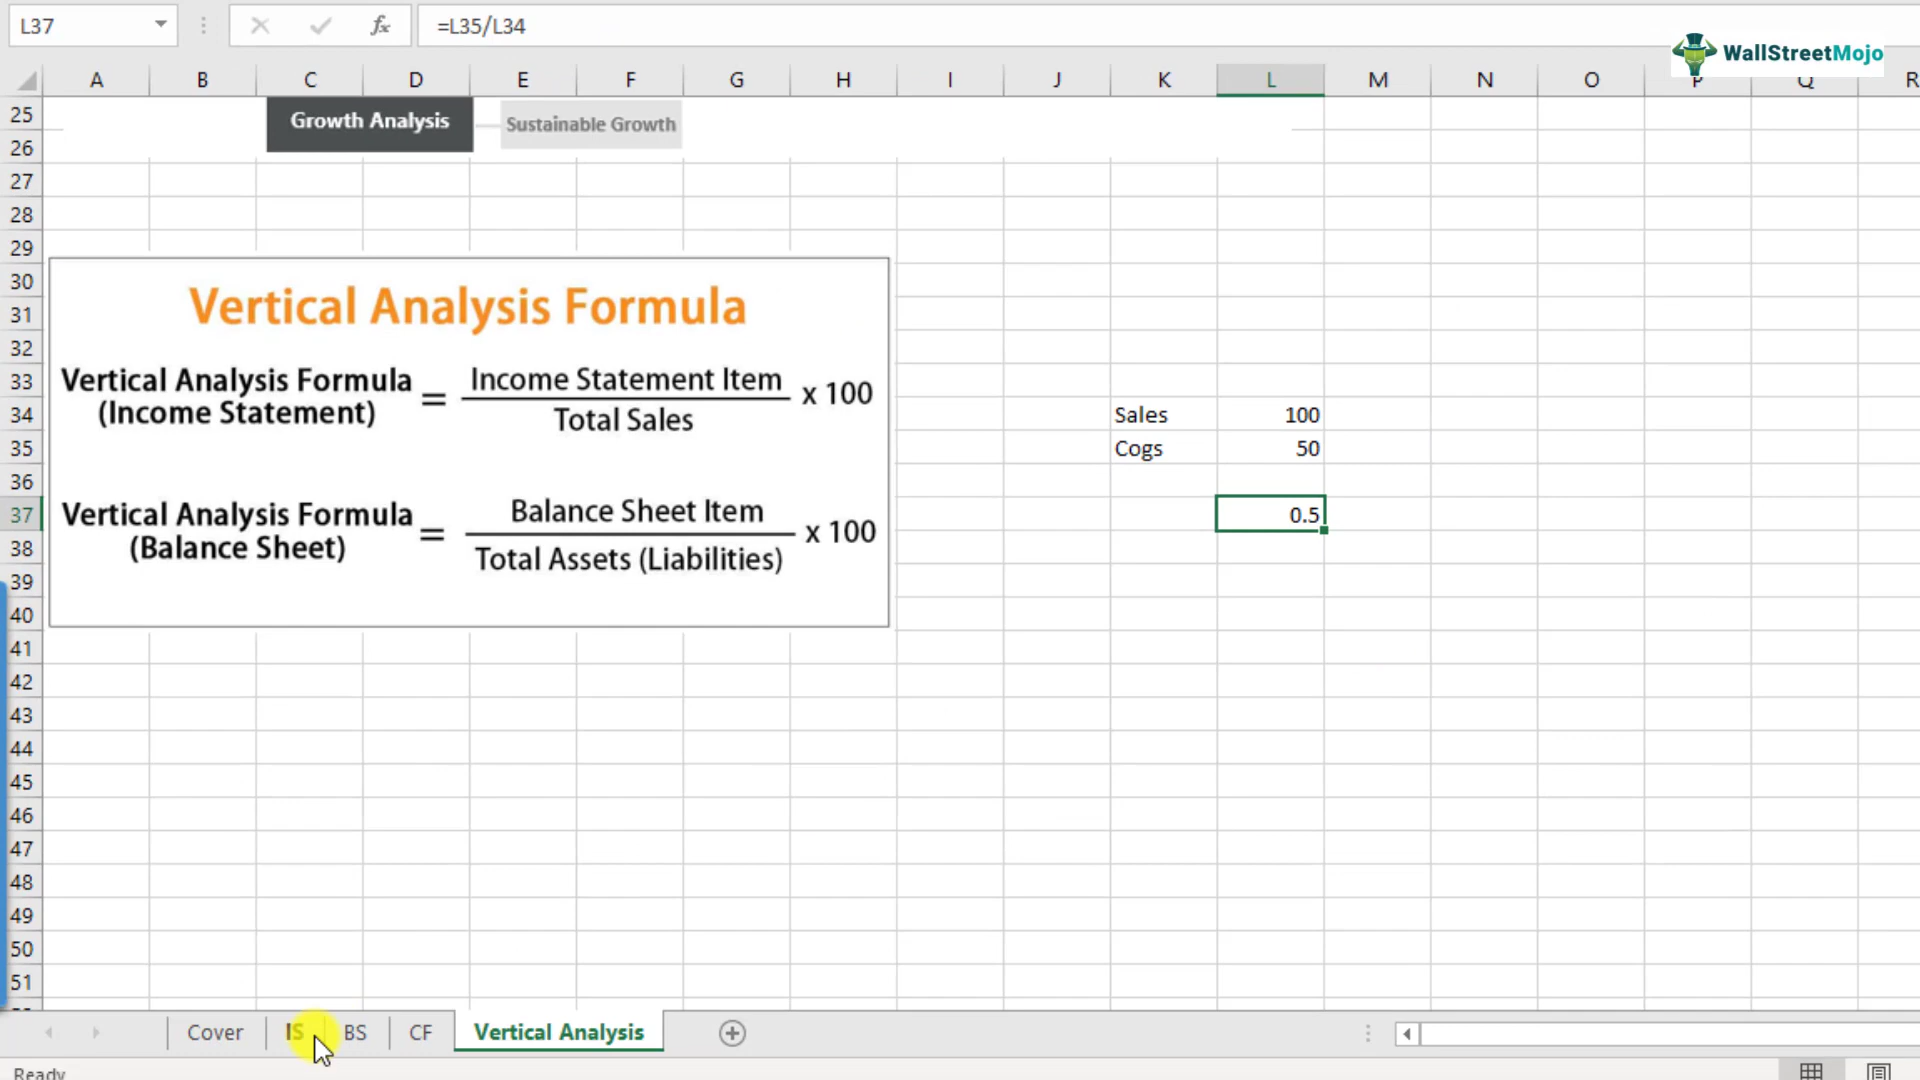 L37
fx
=L35/L34
WallStreetMojo
A B C D E F G H I J K L M N O P Q R
25
Growth Analysis
Sustainable Growth
26
27
28
29
30
Vertical Analysis Formula
31
32
33
Vertical Analysis Formula = Income Statement Item x 100
(Income Statement) Total Sales
34 Sales 100
35 Cogs 50
36
Vertical Analysis Formula = Balance Sheet Item x 100
(Balance Sheet) Total Assets (Liabilities)
37 0.5
38
39
40
41
42
43
44
45
46
47
48
49
50
51
Cover IS BS CF Vertical Analysis
Ready